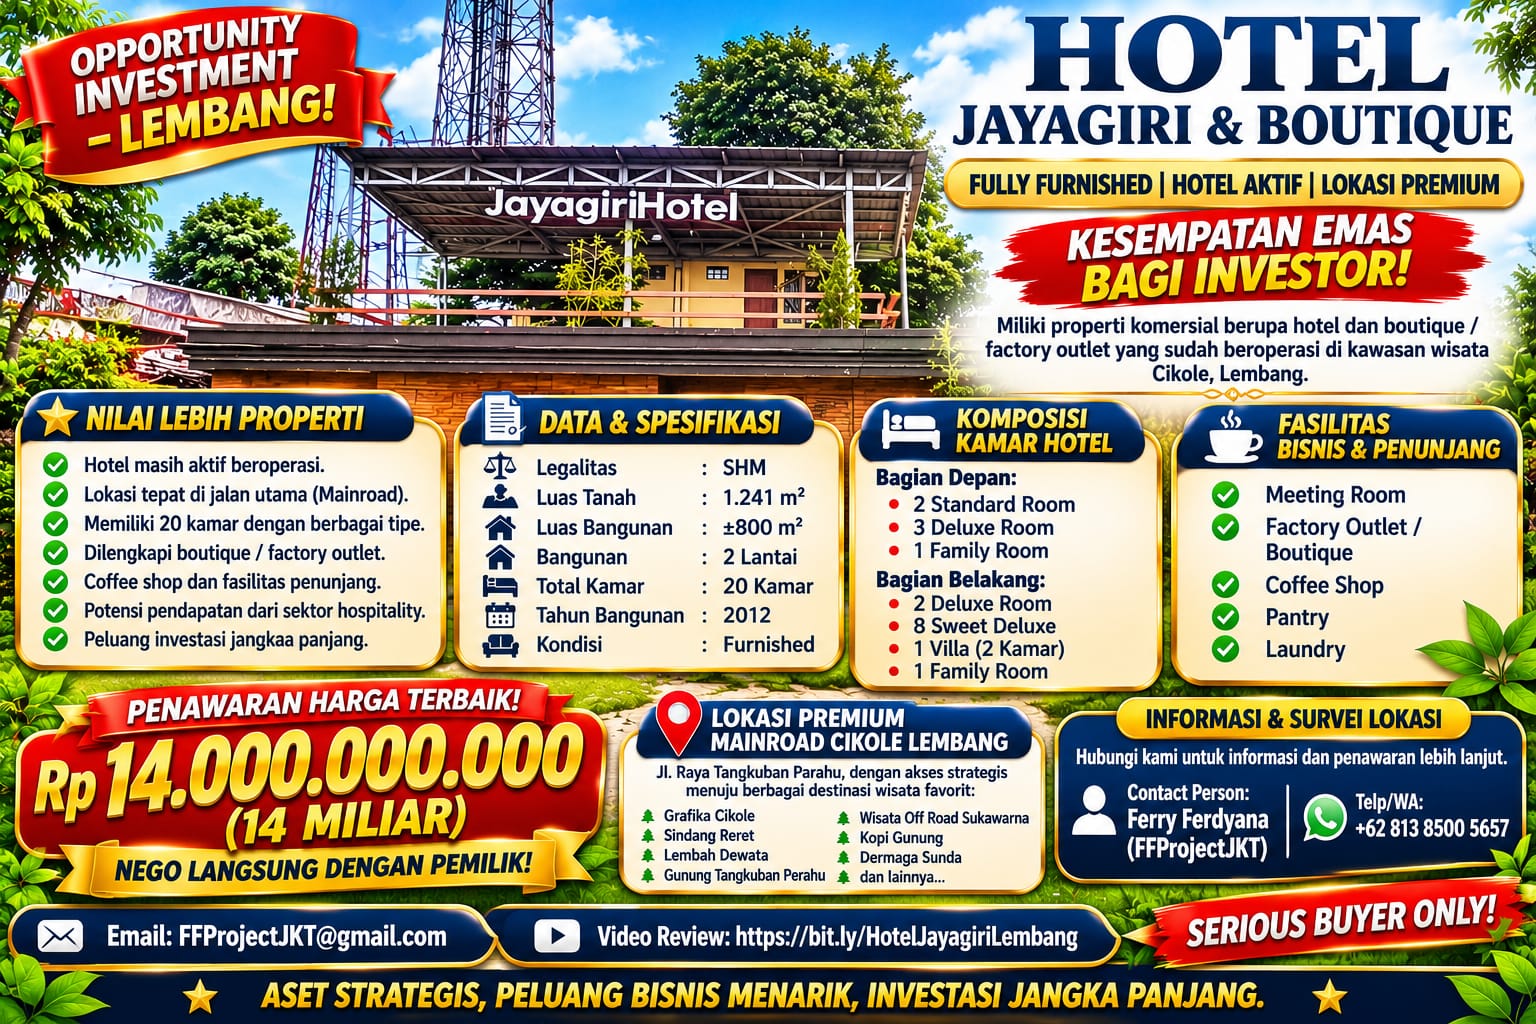 OPPORTUNITY
INVESTMENT
– LEMBANG!
JayagiriHotel
HOTEL
JAYAGIRI & BOUTIQUE
FULLY FURNISHED | HOTEL AKTIF | LOKASI PREMIUM
KESEMPATAN EMAS
BAGI INVESTOR!
Miliki properti komersial berupa hotel dan boutique /
factory outlet yang sudah beroperasi di kawasan wisata
Cikole, Lembang.
NILAI LEBIH PROPERTI
Hotel masih aktif beroperasi.
Lokasi tepat di jalan utama (Mainroad).
Memiliki 20 kamar dengan berbagai tipe.
Dilengkapi boutique / factory outlet.
Coffee shop dan fasilitas penunjang.
Potensi pendapatan dari sektor hospitality.
Peluang investasi jangkaa panjang.
DATA & SPESIFIKASI
Legalitas : SHM
Luas Tanah : 1.241 m²
Luas Bangunan : ±800 m²
Bangunan : 2 Lantai
Total Kamar : 20 Kamar
Tahun Bangunan : 2012
Kondisi : Furnished
KOMPOSISI
KAMAR HOTEL
Bagian Depan:
• 2 Standard Room
• 3 Deluxe Room
• 1 Family Room
Bagian Belakang:
• 2 Deluxe Room
• 8 Sweet Deluxe
• 1 Villa (2 Kamar)
• 1 Family Room
FASILITAS
BISNIS & PENUNJANG
Meeting Room
Factory Outlet /
Boutique
Coffee Shop
Pantry
Laundry
PENAWARAN HARGA TERBAIK!
Rp 14.000.000.000
(14 MILIAR)
NEGO LANGSUNG DENGAN PEMILIK!
LOKASI PREMIUM
MAINROAD CIKOLE LEMBANG
Jl. Raya Tangkuban Parahu, dengan akses strategis
menuju berbagai destinasi wisata favorit:
Grafika Cikole
Sindang Reret
Lembah Dewata
Gunung Tangkuban Perahu
Wisata Off Road Sukawarna
Kopi Gunung
Dermaga Sunda
dan lainnya...
INFORMASI & SURVEI LOKASI
Hubungi kami untuk informasi dan penawaran lebih lanjut.
Contact Person:
Ferry Ferdyana
(FFProjectJKT)
Telp/WA:
+62 813 8500 5657
Email: FFProjectJKT@gmail.com
Video Review: https://bit.ly/HotelJayagiriLembang
SERIOUS BUYER ONLY!
ASET STRATEGIS, PELUANG BISNIS MENARIK, INVESTASI JANGKA PANJANG.